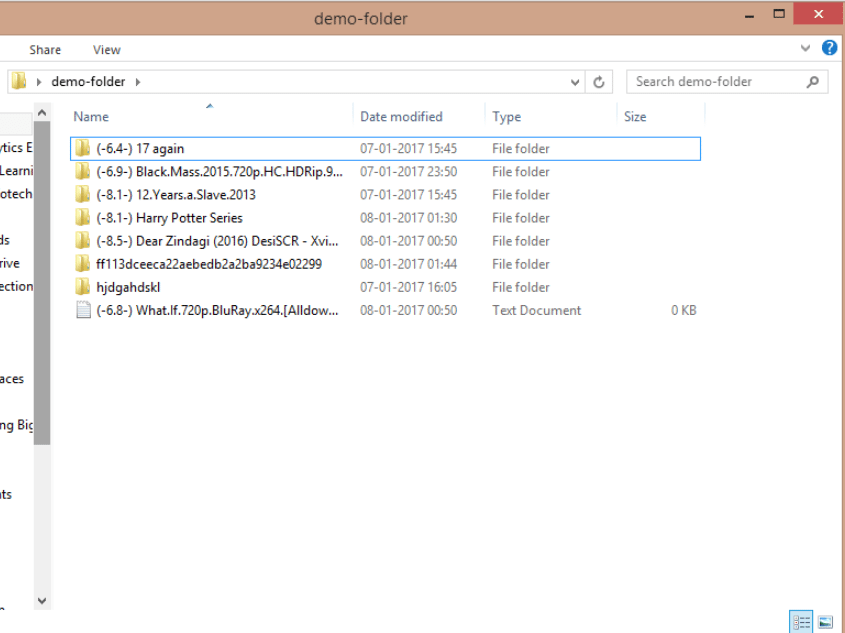 demo-folder
Share View
demo-folder Search demo-folder
Name Date modified Type Size
(-6.4-) 17 again 07-01-2017 15:45 File folder
ytics E (-6.9-) Black.Mass.2015.720p.HC.HDRip.9... 07-01-2017 23:50 File folder
Learni (-8.1-) 12.Years.a.Slave.2013 07-01-2017 15:45 File folder
otech (-8.1-) Harry Potter Series 08-01-2017 01:30 File folder
ds (-8.5-) Dear Zindagi (2016) DesiSCR - Xvi... 08-01-2017 00:50 File folder
rive ff113dceeca22aebedb2a2ba9234e02299 08-01-2017 01:44 File folder
ection hjdgahdskl 07-01-2017 16:05 File folder
(-6.8-) What.If.720p.BluRay.x264.[Alldow... 08-01-2017 00:50 Text Document 0 KB
aces
ng Big
nts